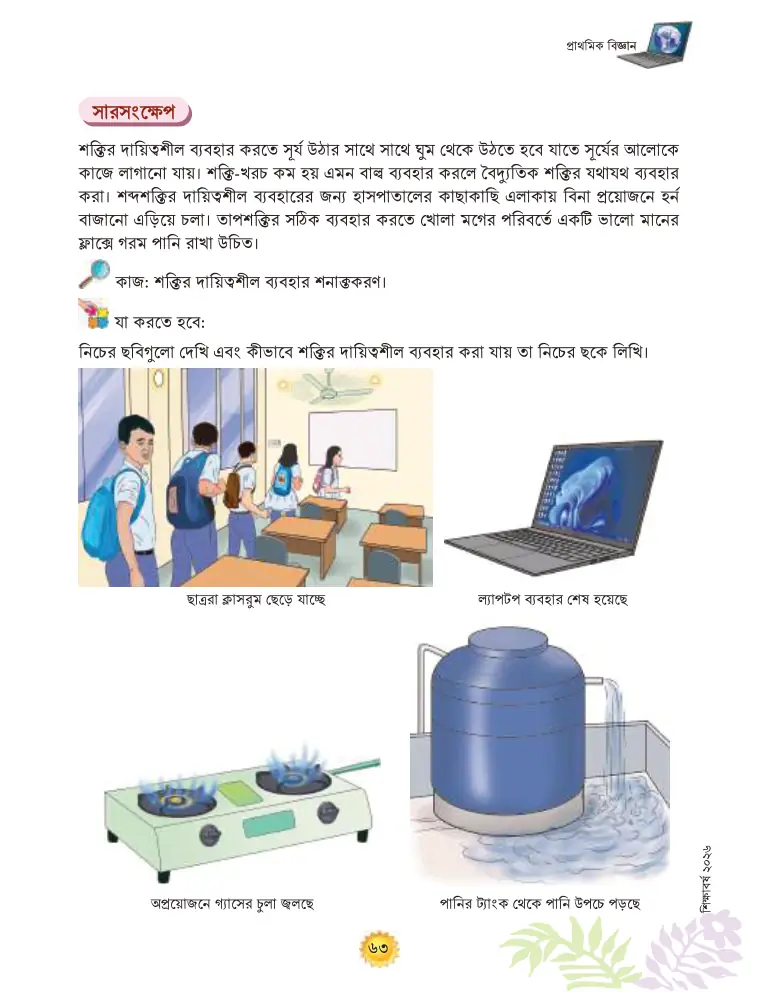 প্রাথমিক বিজ্ঞান
সারসংক্ষেপ
শক্তির দায়িত্বশীল ব্যবহার করতে সূর্য উঠার সাথে সাথে ঘুম থেকে উঠতে হবে যাতে সূর্যের আলোকে
কাজে লাগানো যায়। শক্তি-খরচ কম হয় এমন বাল্ব ব্যবহার করলে বৈদ্যুতিক শক্তির যথাযথ ব্যবহার
করা। শব্দশক্তির দায়িত্বশীল ব্যবহারের জন্য হাসপাতালের কাছাকাছি এলাকায় বিনা প্রয়োজনে হর্ন
বাজানো এড়িয়ে চলা। তাপশক্তির সঠিক ব্যবহার করতে খোলা মগের পরিবর্তে একটি ভালো মানের
ফ্লাক্সে গরম পানি রাখা উচিত।
কাজ: শক্তির দায়িত্বশীল ব্যবহার শনাক্তকরণ।
যা করতে হবে:
নিচের ছবিগুলো দেখি এবং কীভাবে শক্তির দায়িত্বশীল ব্যবহার করা যায় তা নিচের ছকে লিখি।
ছাত্ররা ক্লাসরুম ছেড়ে যাচ্ছে
ল্যাপটপ ব্যবহার শেষ হয়েছে
অপ্রয়োজনে গ্যাসের চুলা জ্বলছে
পানির ট্যাংক থেকে পানি উপচে পড়ছে
শিক্ষাবর্ষ ২০২৬
৬৩